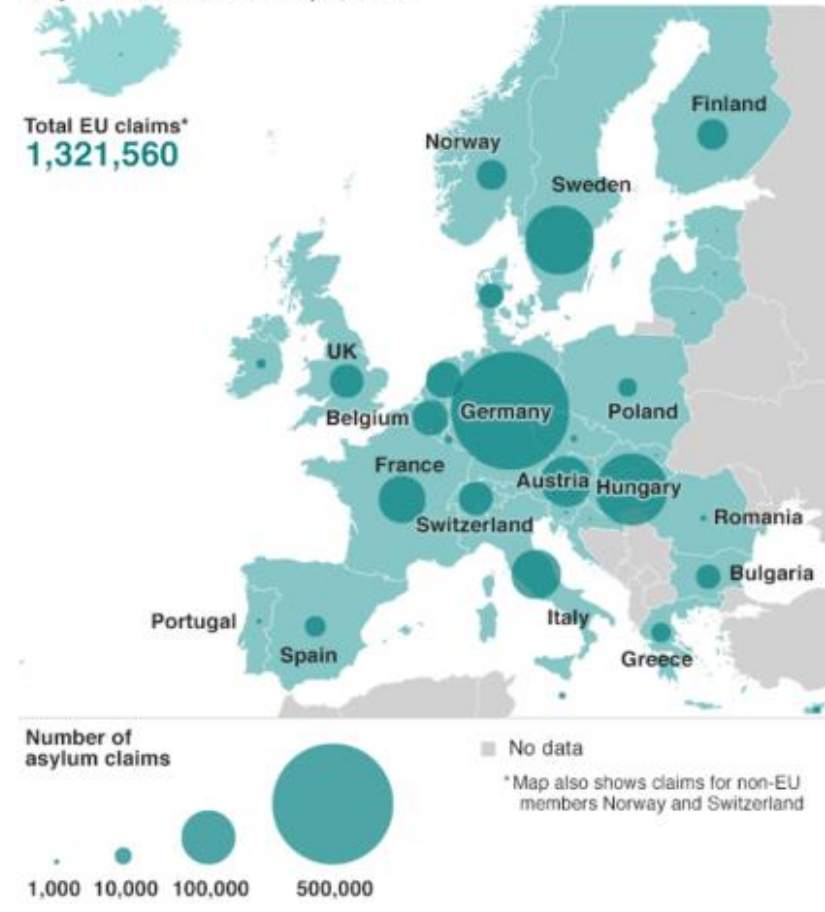 Total EU claims*
1,321,560
Finland
Norway
Sweden
UK
Belgium
Germany
Poland
France
Austria
Hungary
Switzerland
Romania
Bulgaria
Portugal
Italy
Spain
Greece
Number of
asylum claims
No data
*Map also shows claims for non-EU
members Norway and Switzerland
1,000 10,000 100,000 500,000